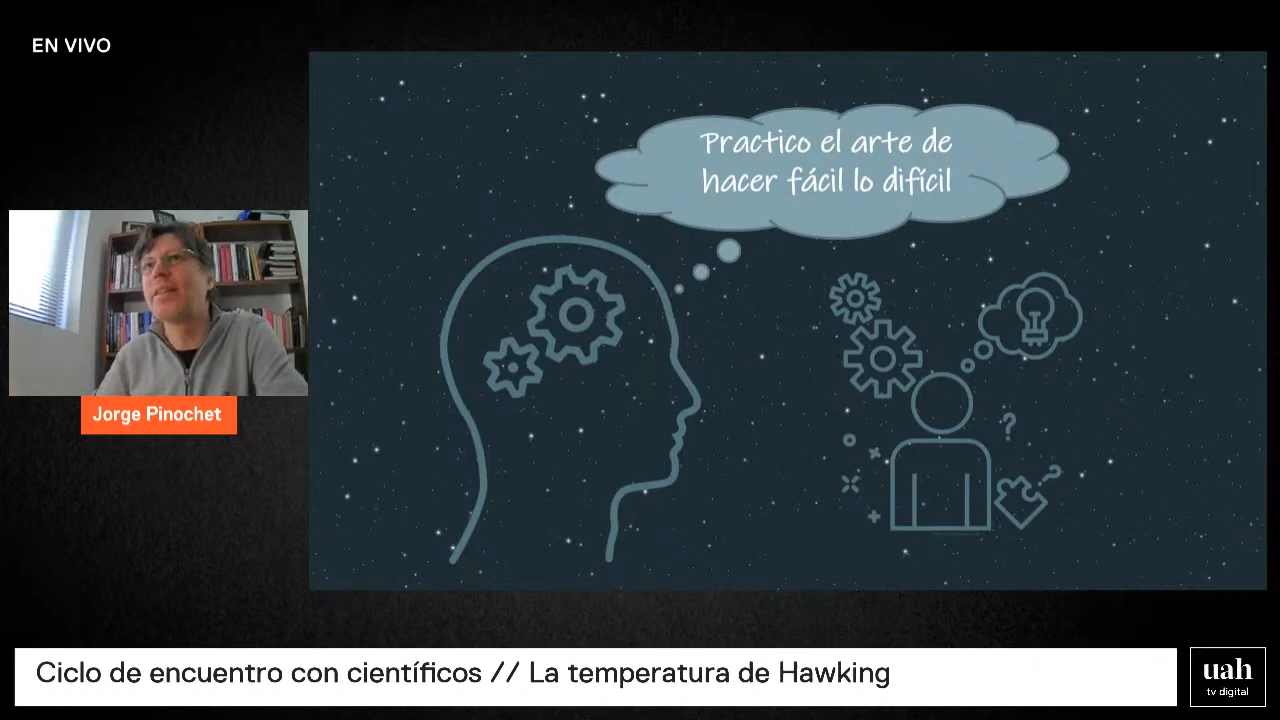 EN VIVO
Practico el arte de
hacer fácil lo difícil
?
?
Jorge Pinochet
Ciclo de encuentro con científicos // La temperatura de Hawking
uah
tv digital